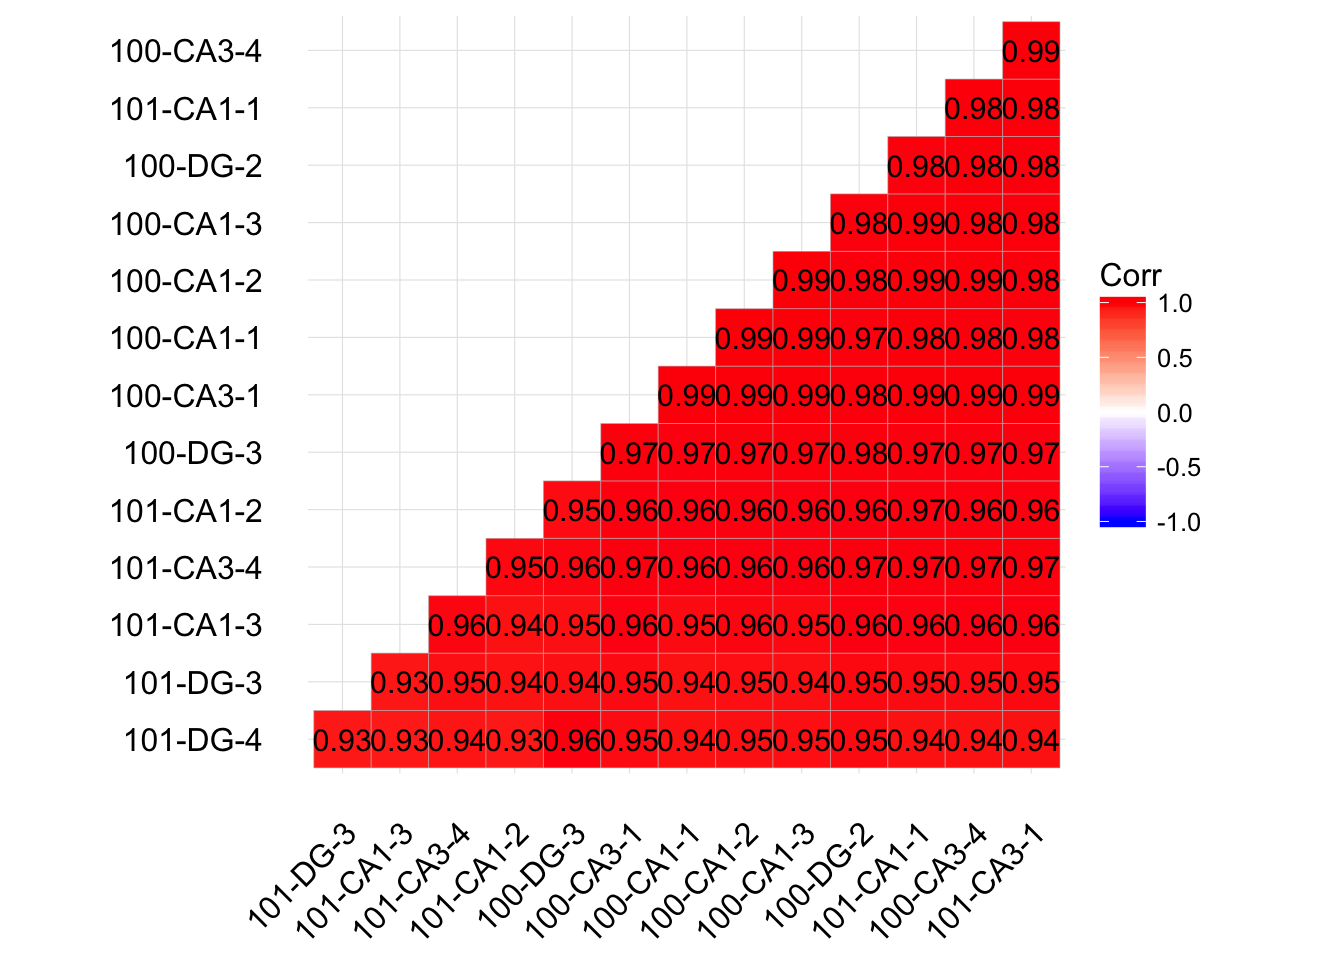 100-CA3-4 0.99
101-CA1-1 0.98 0.98
100-DG-2 0.98 0.98 0.98
100-CA1-3 0.98 0.99 0.98 0.98
100-CA1-2 0.99 0.98 0.99 0.99 0.98
100-CA1-1 0.99 0.99 0.97 0.98 0.98 0.98
100-CA3-1 0.99 0.99 0.99 0.98 0.99 0.99 0.99
100-DG-3 0.97 0.97 0.97 0.97 0.98 0.97 0.97 0.97
101-CA1-2 0.95 0.96 0.96 0.96 0.96 0.96 0.97 0.96 0.96
101-CA3-4 0.95 0.96 0.97 0.96 0.96 0.96 0.97 0.97 0.97 0.97
101-CA1-3 0.96 0.94 0.95 0.96 0.95 0.96 0.95 0.96 0.96 0.96 0.96
101-DG-3 0.93 0.95 0.94 0.94 0.95 0.94 0.95 0.94 0.95 0.95 0.95 0.95
101-DG-4 0.93 0.93 0.94 0.93 0.96 0.95 0.94 0.95 0.95 0.95 0.94 0.94 0.94
101-DG-3
101-CA1-3
101-CA3-4
101-CA1-2
100-DG-3
100-CA3-1
100-CA1-1
100-CA1-2
100-CA1-3
100-DG-2
101-CA1-1
100-CA3-4
101-CA3-1
Corr
1.0
0.5
0.0
-0.5
-1.0